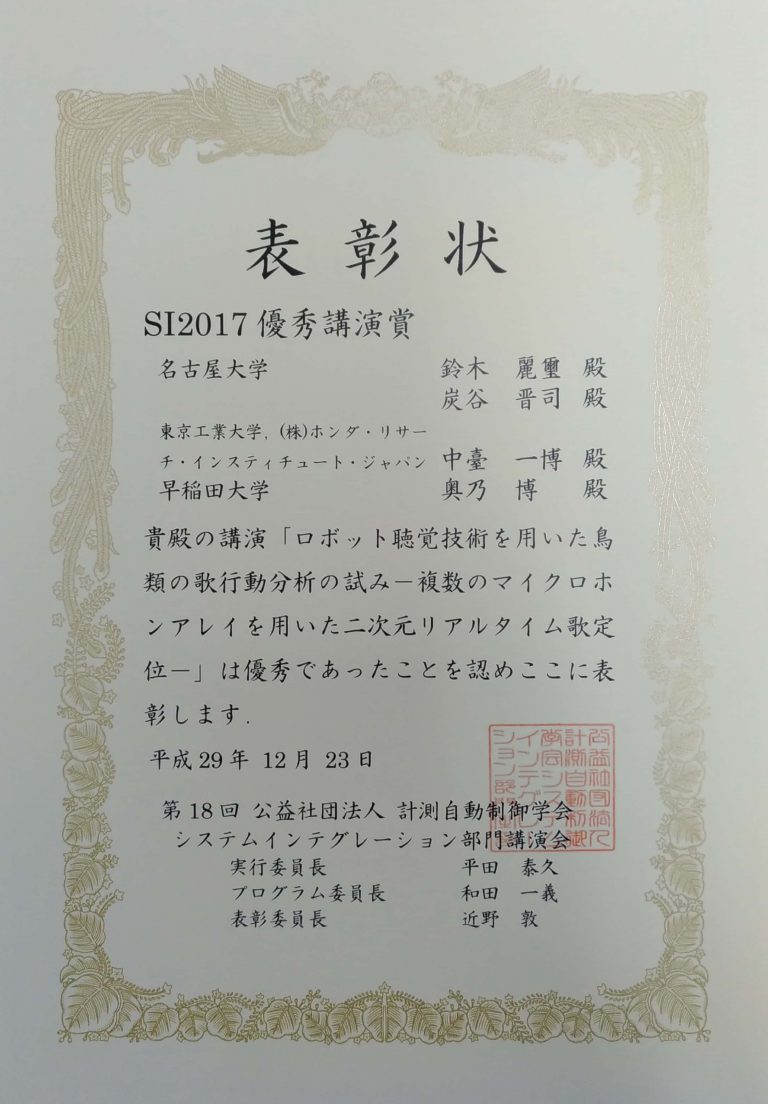 表彰状
SI2017 優秀講演賞
名古屋大学 鈴木 麗璽 殿
炭谷 晋司 殿
東京工業大学, (株)ホンダ・リサー
チ・インスティチュート・ジャパン 中臺 一博 殿
早稲田大学 奥乃 博 殿
貴殿の講演「ロボット聴覚技術を用いた鳥
類の歌行動分析の試み－複数のマイクロホ
ンアレイを用いた二次元リアルタイム歌定
位－」は優秀であったことを認めここに表
彰します.
平成29年 12月 23日
第18回 公益社団法人 計測自動制御学会
システムインテグレーション部門講演会
実行委員長 平田 泰久
プログラム委員長 和田 一義
表彰委員長 近野 敦